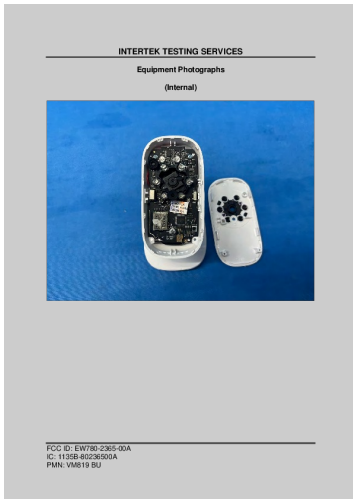 INTERTEK TESTING SERVICES
Equipment Photographs
(Internal)
FCC ID: EW780-2365-00A
IC: 1135B-80236500A
PMN: VM819 BU